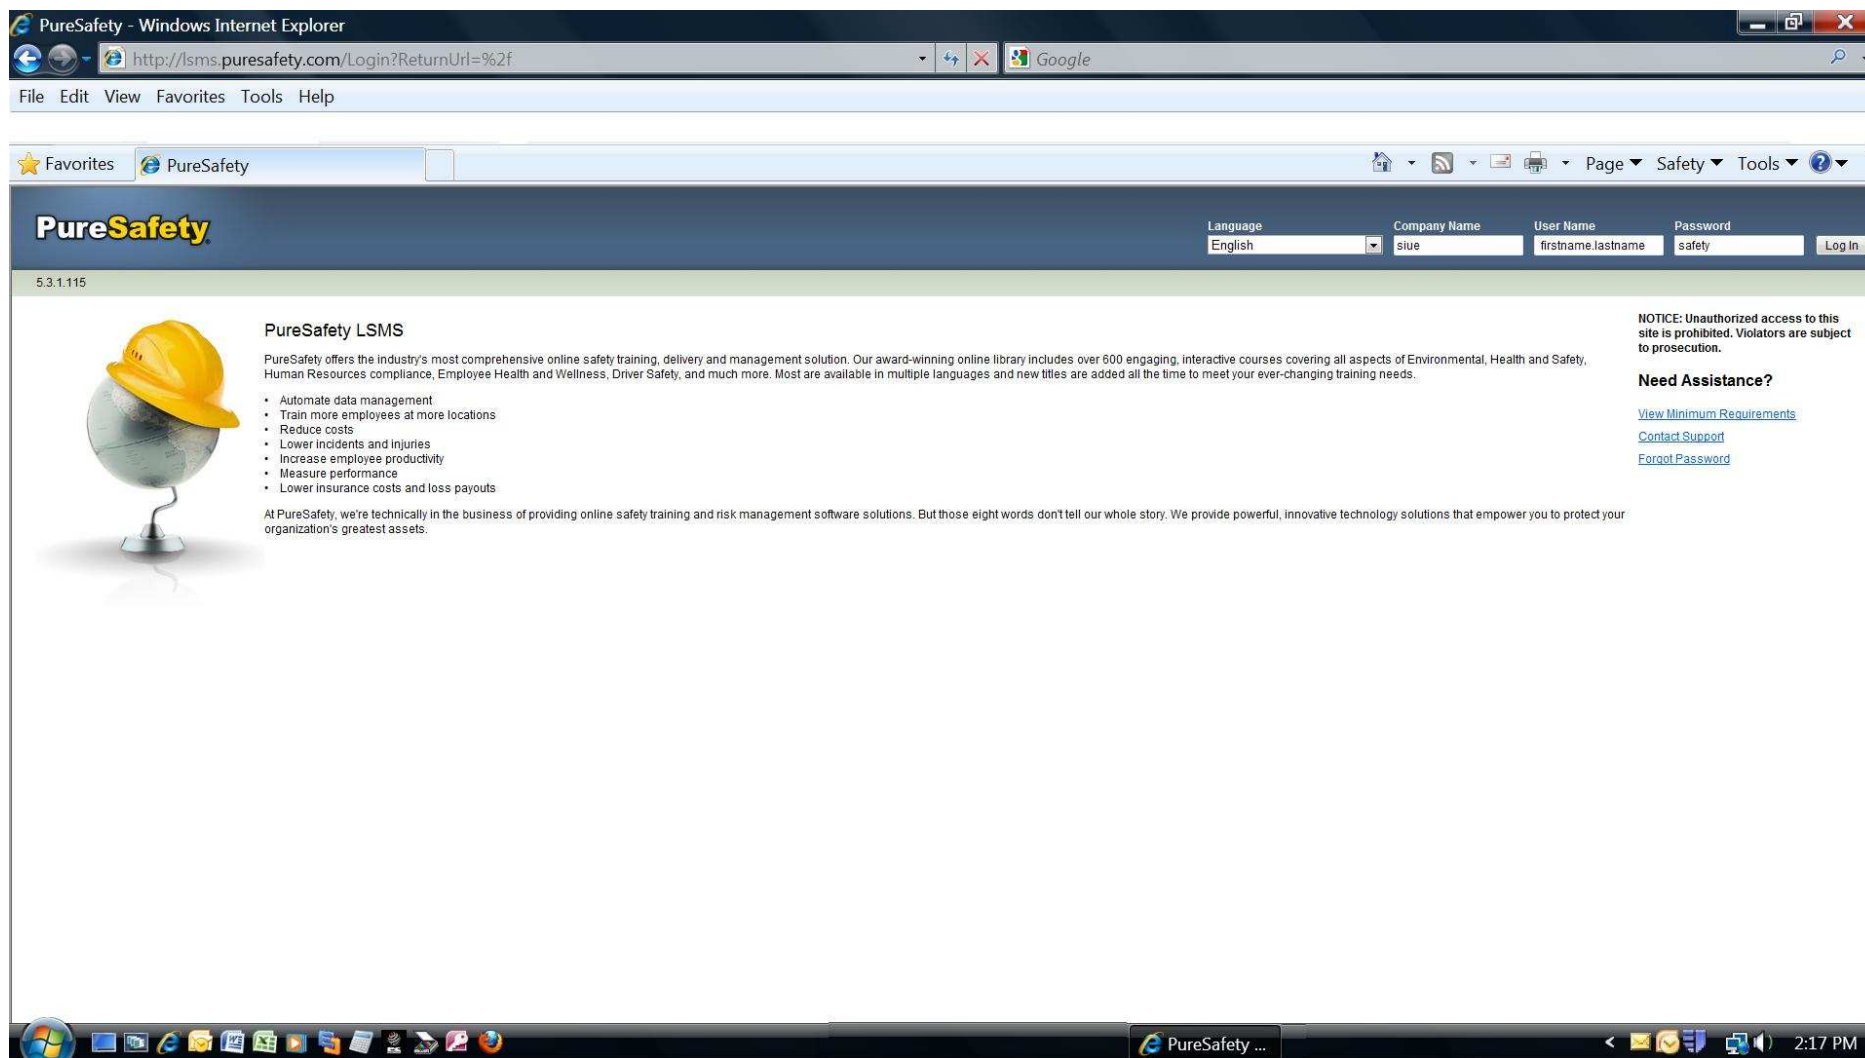 PureSafety - Windows Internet Explorer
http://lsms.puresafety.com/Login?ReturnUrl=%2f
Google
File Edit View Favorites Tools Help
Favorites
PureSafety
Page
Safety
Tools
PureSafety
Language
Company Name
User Name
Password
English
siue
firstname.lastname
safety
Log In
5.3.1.115
PureSafety LSMS
PureSafety offers the industry's most comprehensive online safety training, delivery and management solution. Our award-winning online library includes over 600 engaging, interactive courses covering all aspects of Environmental, Health and Safety,
Human Resources compliance, Employee Health and Wellness, Driver Safety, and much more. Most are available in multiple languages and new titles are added all the time to meet your ever-changing training needs.
• Automate data management
• Train more employees at more locations
• Reduce costs
• Lower incidents and injuries
• Increase employee productivity
• Measure performance
• Lower insurance costs and loss payouts
At PureSafety, we're technically in the business of providing online safety training and risk management software solutions. But those eight words don't tell our whole story. We provide powerful, innovative technology solutions that empower you to protect your
organization's greatest assets.
NOTICE: Unauthorized access to this
site is prohibited. Violators are subject
to prosecution.
Need Assistance?
View Minimum Requirements
Contact Support
Forgot Password
PureSafety ...
2:17 PM